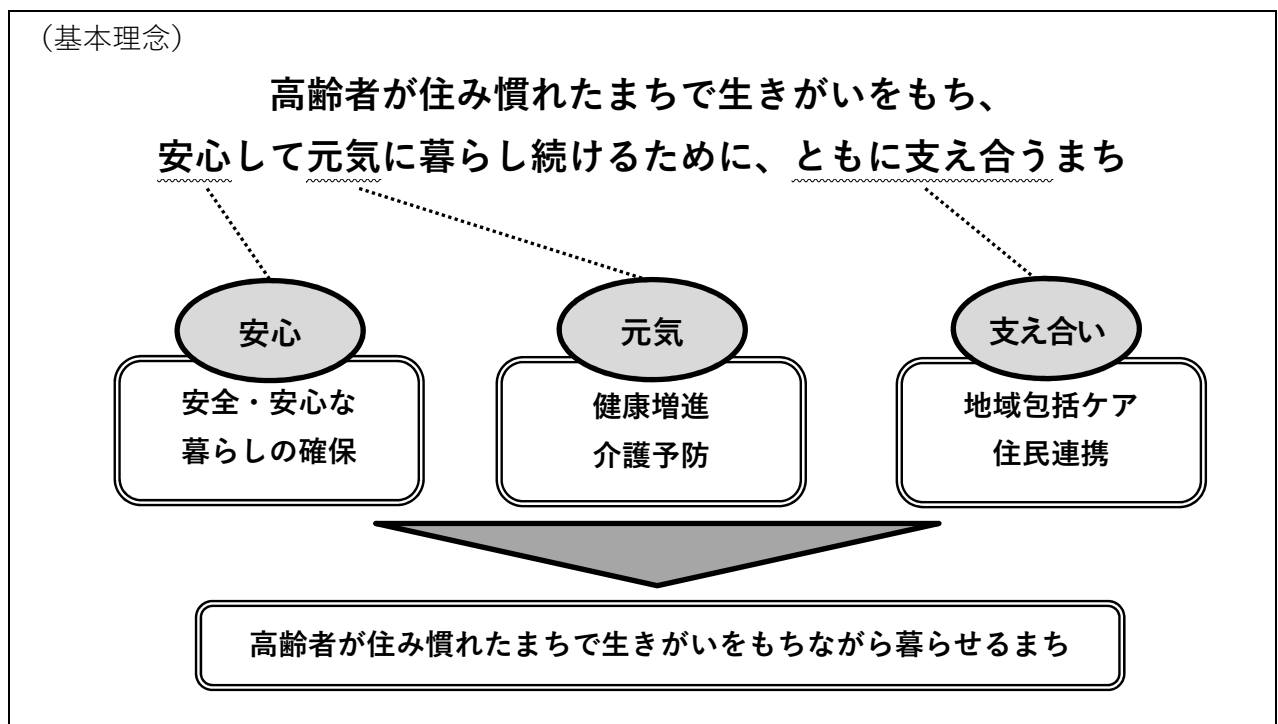 （基本理念）
高齢者が住み慣れたまちで生きがいをもち、
安心して元気に暮らし続けるために、ともに支え合うまち
安心
安全・安心な
暮らしの確保
元気
健康増進
介護予防
支え合い
地域包括ケア
住民連携
高齢者が住み慣れたまちで生きがいをもちながら暮らせるまち